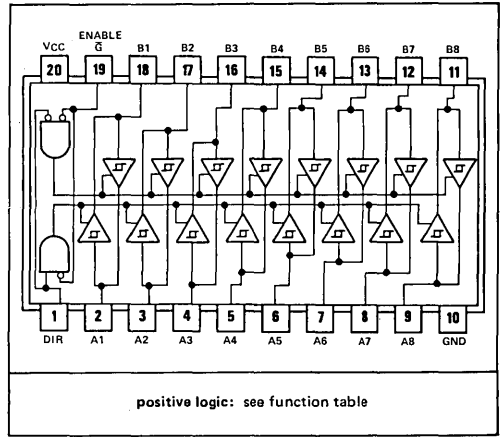 ENABLE
VCC G̅ B1 B2 B3 B4 B5 B6 B7 B8
20 19 18 17 16 15 14 13 12 11
1 2 3 4 5 6 7 8 9 10
DIR A1 A2 A3 A4 A5 A6 A7 A8 GND
positive logic: see function table